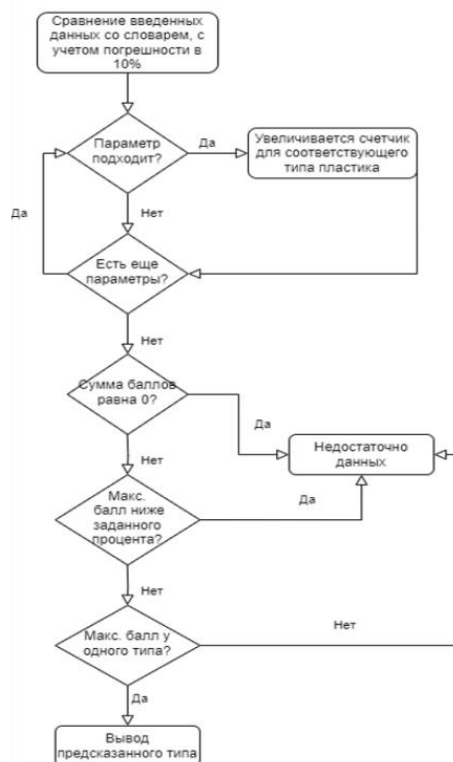 Сравнение введенных
данных со словарем, с
учетом погрешности в
10%
Параметр
подходит?
Да
Увеличивается счетчик
для соответствующего
типа пластика
Да
Нет
Есть еще
параметры?
Нет
Сумма баллов
равна 0?
Да
Недостаточно
данных
Нет
Макс.
балл ниже
заданного
процента?
Да
Нет
Макс. балл у
одного типа?
Нет
Да
Вывод
предсказанного типа